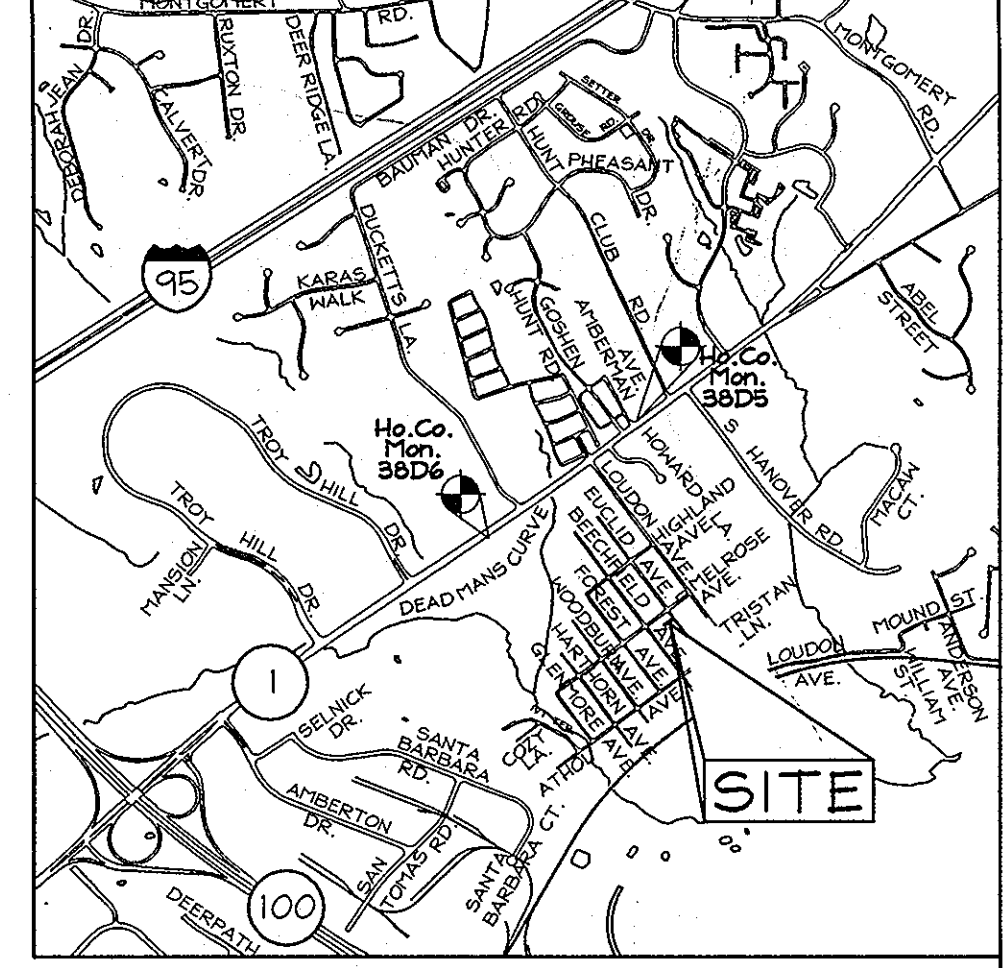 MONTGOMERY
RD.
DEBORAH JEAN
DR.
CALVERT DR.
RUXTON DR.
DEER RIDGE LA.
MONTGOMERY
RD.
BAUMAN DR.
HUNTER RD.
SETTER
DR.
GROUSE RD.
HUNT
CLUB
RD
PHEASANT
DR.
95
DUCKETTS
LA.
KARAS
WALK
HUNT RD.
GOSHEN
AMBERMAN
AVE.
ABEL
STREET
Ho.Co.
Mon.
38D5
Ho.Co.
Mon.
38D6
TROY
HILL
DR.
TROY
HILL
DR.
MANSION
LN.
DEAD MANS CURVE
S
HANOVER RD.
MACAW
CT.
HOWARD
LA
LOUDON
AVE
HIGHLAND
AVE
EUCLID
AVE.
BEECHFIELD
AVE
MELROSE
AVE.
FOREST
AVE.
WOODBURN
AVE.
HARTHORN
AVE
GLENMORE
AVE
TRISTAN
LN.
LOUDON
AVE.
MOUND ST.
WILLIAM
ST.
ANDERSON
AVE
1
SELNICK
DR.
SANTA
BARBARA
RD.
COZY
LA.
ATHOL
AVE.
AMBERTON
DR.
SAN
TOMAS RD
SANTA
BARBARA CT.
SITE
100
DEERPATH